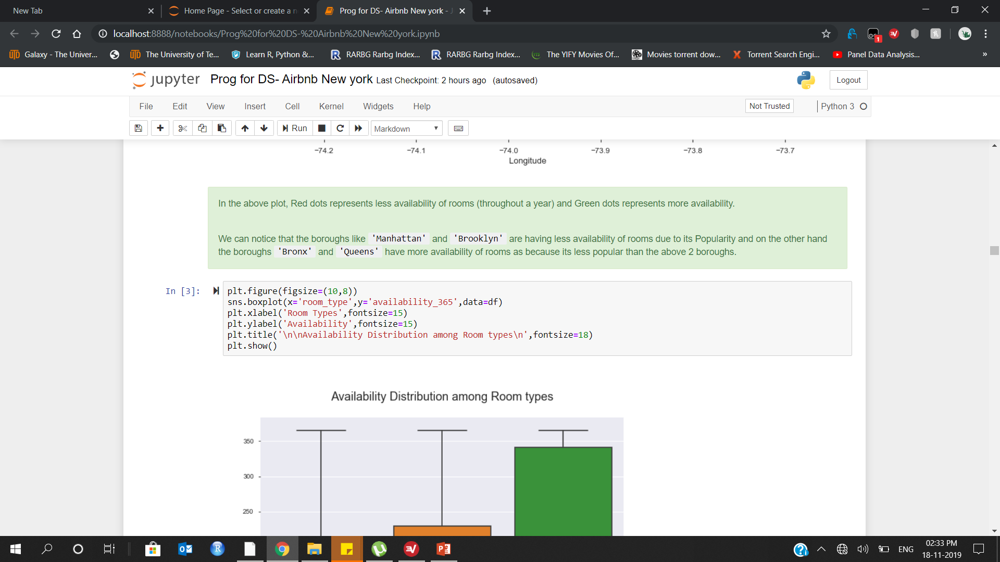 New Tab
Home Page - Select or create a n
Prog for DS- Airbnb New york - J
localhost:8888/notebooks/Prog%20for%20DS-%20Airbnb%20New%20york.ipynb
1
Galaxy - The Univer...
The University of Te...
Learn R, Python &...
RARBG Rarbg Index...
RARBG Rarbg Index...
The YIFY Movies Of...
Movies torrent dow...
Torrent Search Engi...
Panel Data Analysis...
»
jupyter Prog for DS- Airbnb New york Last Checkpoint: 2 hours ago (autosaved)
Logout
File Edit View Insert Cell Kernel Widgets Help
Not Trusted
Python 3
Run
Markdown
−74.2 −74.1 −74.0 −73.9 −73.8 −73.7
Longitude
In the above plot, Red dots represents less availability of rooms (throughout a year) and Green dots represents more availability.
We can notice that the boroughs like 'Manhattan' and 'Brooklyn' are having less availability of rooms due to its Popularity and on the other hand
the boroughs 'Bronx' and 'Queens' have more availability of rooms as because its less popular than the above 2 boroughs.
In [3]:
plt.figure(figsize=(10,8))
sns.boxplot(x='room_type',y='availability_365',data=df)
plt.xlabel('Room Types',fontsize=15)
plt.ylabel('Availability',fontsize=15)
plt.title('\n\nAvailability Distribution among Room types\n',fontsize=18)
plt.show()
Availability Distribution among Room types
350
300
250
ENG
02:33 PM
18-11-2019